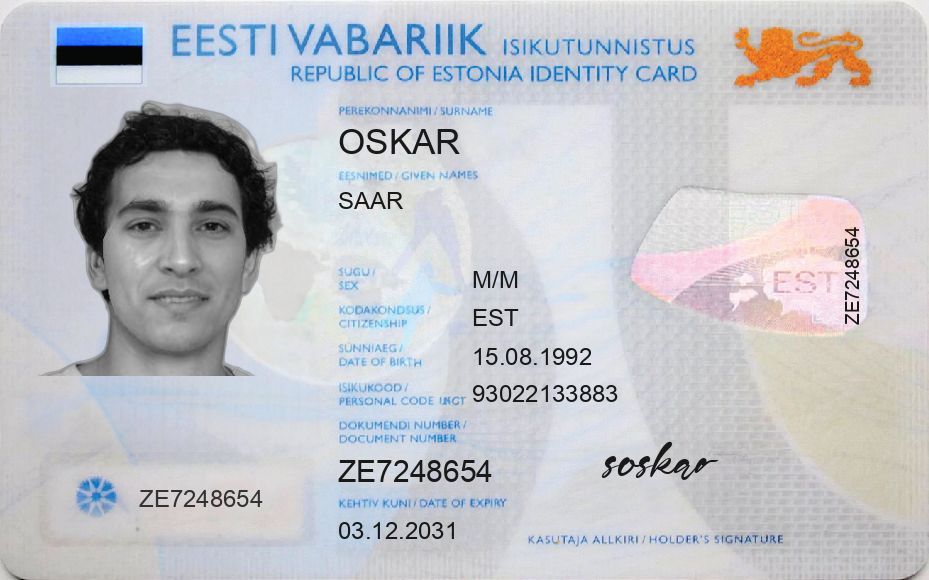 EESTI VABARIIK ISIKUTUNNISTUS
REPUBLIC OF ESTONIA IDENTITY CARD
PEREKONNANIMI / SURNAME
OSKAR
EESNIMED / GIVEN NAMES
SAAR
SUGU /
SEX
M/M
KODAKONDSUS /
CITIZENSHIP
EST
SÜNNIAEG /
DATE OF BIRTH
15.08.1992
ISIKUKOOD /
PERSONAL CODE
93022133883
DOKUMENDI NUMBER /
DOCUMENT NUMBER
ZE7248654
KEHTIV KUNI / DATE OF EXPIRY
03.12.2031
ZE7248654
EST
ZE7248654
soskar
KASUTAJA ALLKIRI / HOLDER'S SIGNATURE